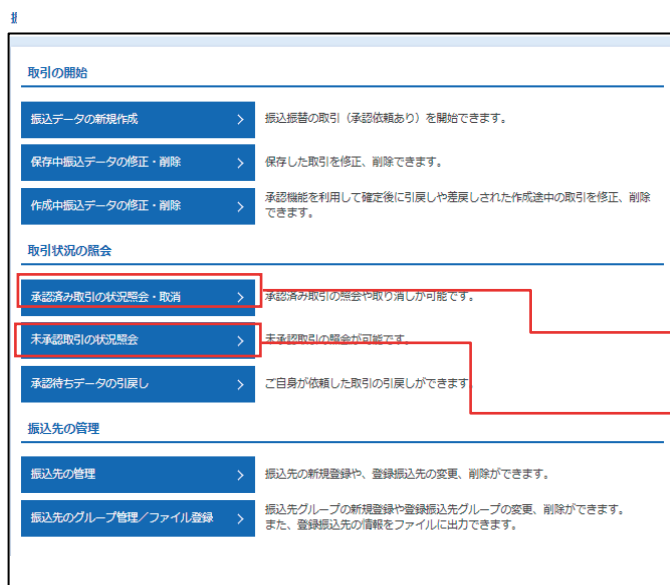 取引の開始
振込データの新規作成
振込振替の取引（承認依頼あり）を開始できます。
保存中振込データの修正・削除
保存した取引を修正、削除できます。
作成中振込データの修正・削除
承認機能を利用して確定後に引戻しや差戻しされた作成途中の取引を修正、削除
できます。
取引状況の照会
承認済み取引の状況照会・取消
承認済み取引の照会や取り消しが可能です。
未承認取引の状況照会
未承認取引の照会が可能です。
承認待ちデータの引戻し
ご自身が依頼した取引の引戻しができます。
振込先の管理
振込先の管理
振込先の新規登録や、登録振込先の変更、削除ができます。
振込先のグループ管理／ファイル登録
振込先グループの新規登録や登録振込先グループの変更、削除ができます。
また、登録振込先の情報をファイルに出力できます。